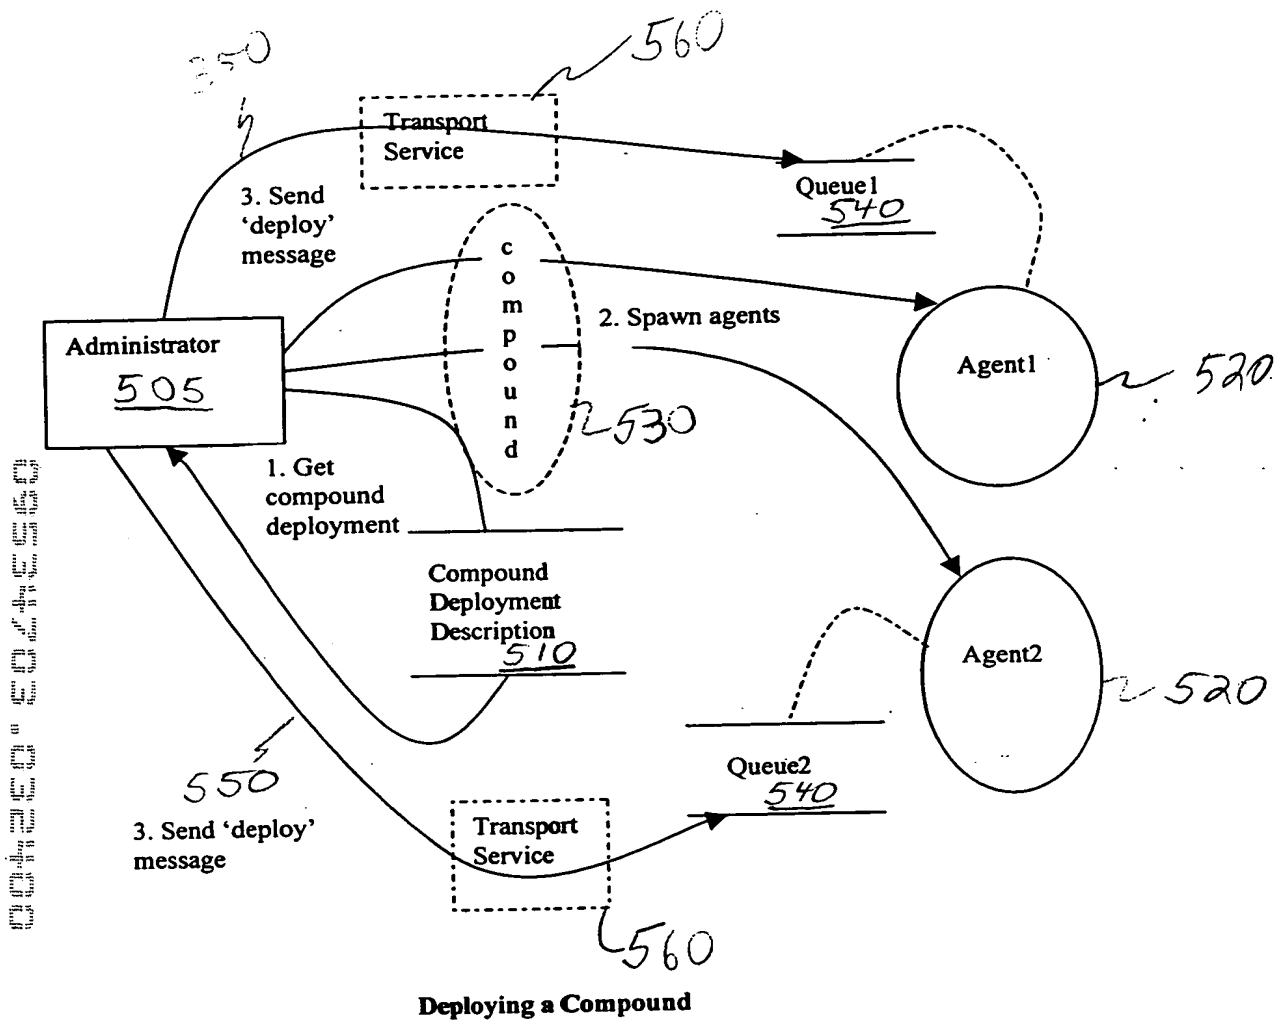 560
Transport
Service
3. Send
‘deploy’
message
Queue1
540
c
o
m
p
o
u
n
d
2. Spawn agents
Administrator
505
Agent1
520
530
1. Get
compound
deployment
Compound
Deployment
Description
510
Agent2
520
550
Queue2
540
3. Send ‘deploy’
message
Transport
Service
560
Deploying a Compound